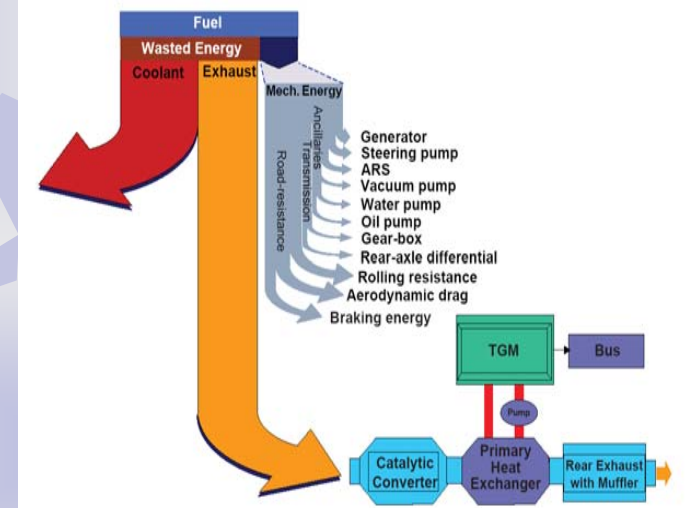 Fuel
Wasted Energy
Coolant
Exhaust
Mech. Energy
Ancillaries
Transmission
Road-resistance
Generator
Steering pump
ARS
Vacuum pump
Water pump
Oil pump
Gear-box
Rear-axle differential
Rolling resistance
Aerodynamic drag
Braking energy
TGM
Bus
Pump
Catalytic
Converter
Primary
Heat
Exchanger
Rear Exhaust
with Muffler